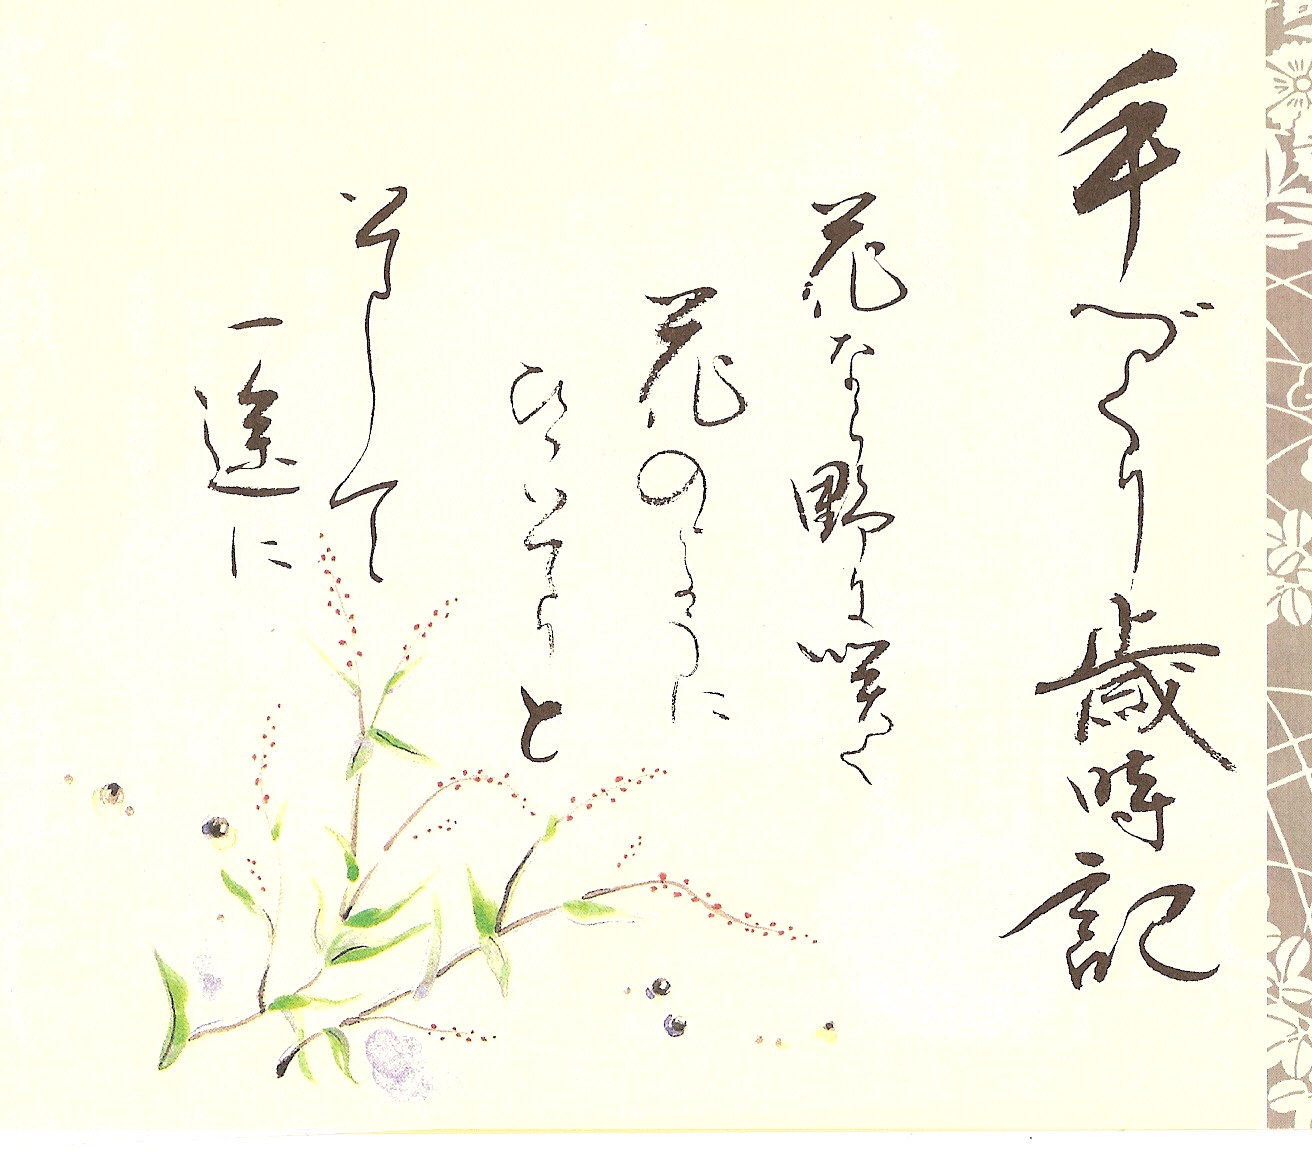 手づくり歳時記
花なら野に咲く
花のように
ひっそりと
そして
一途に